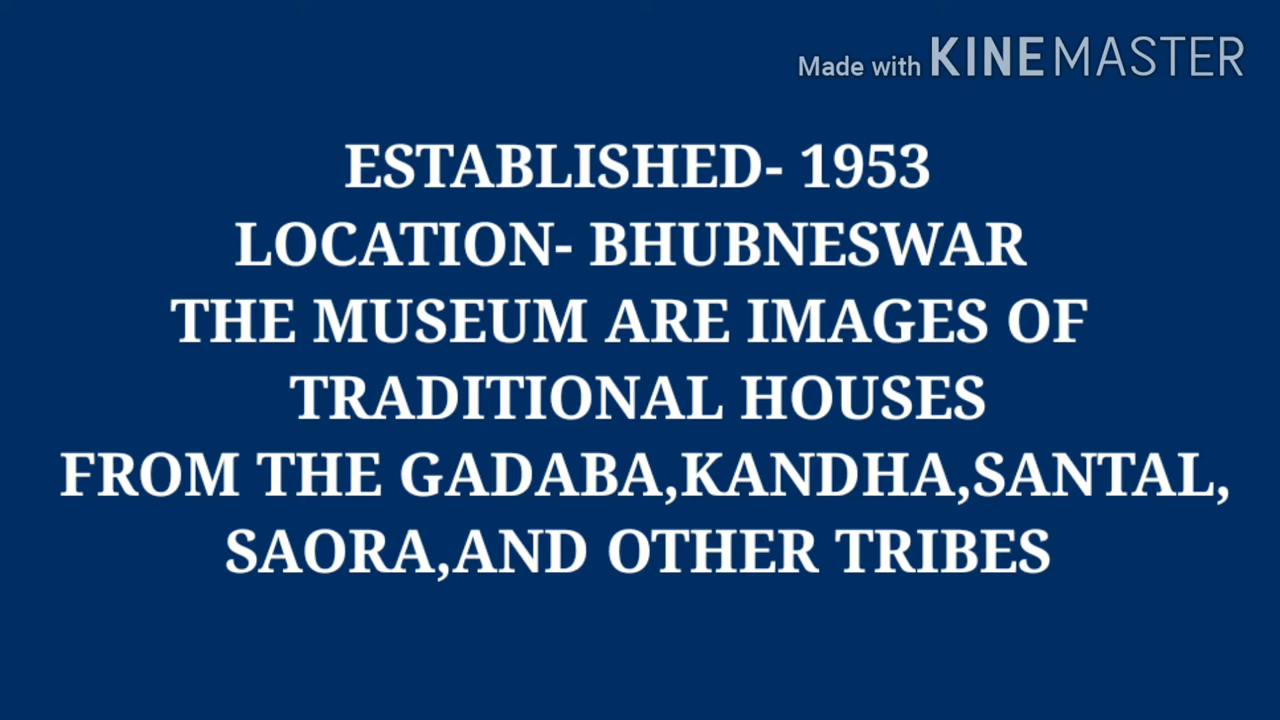 Made with KINEMASTER
ESTABLISHED- 1953
LOCATION- BHUBNESWAR
THE MUSEUM ARE IMAGES OF
TRADITIONAL HOUSES
FROM THE GADABA,KANDHA,SANTAL,
SAORA,AND OTHER TRIBES